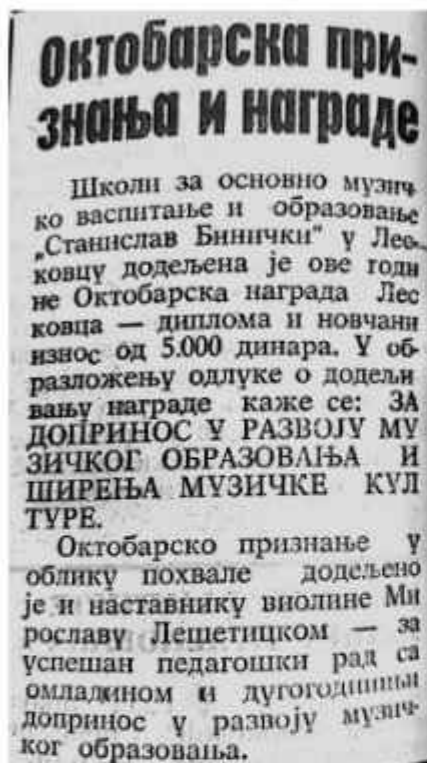 Октобарска при-
знања и награде
Школи за основно музич-
ко васпитање и образовање
„Станислав Бинички" у Лес-
ковцу додељена је ове годи
не Октобарска награда Лес
ковца — диплома и новчани
износ од 5.000 динара. У об-
разложењу одлуке о додељи
вању награде каже се: ЗА
ДОПРИНОС У РАЗВОЈУ МУ
ЗИЧКОГ ОБРАЗОВАЊА И
ШИРЕЊА МУЗИЧКЕ КУЛ
ТУРЕ.
Октобарско признање у
облику похвале додељено
је и наставнику виолине Ми
рославу Лешетицком — за
успешан педагошки рад са
омладином и дугогодишњи
допринос у развоју музич-
ког образовања.